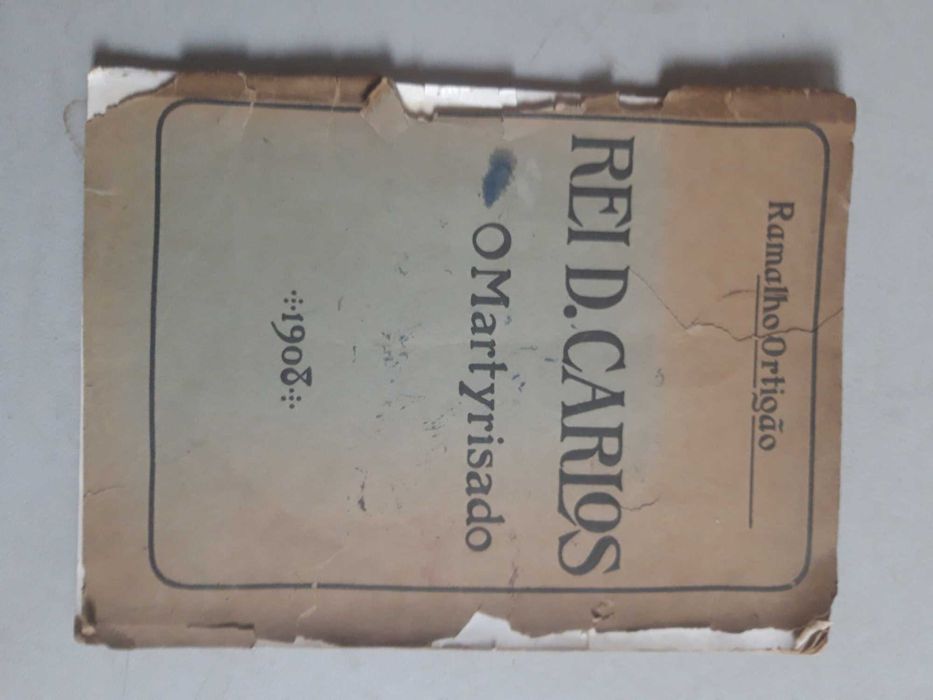 Ramalho Ortigão
REI D. CARLOS
O Martyrisado
1908